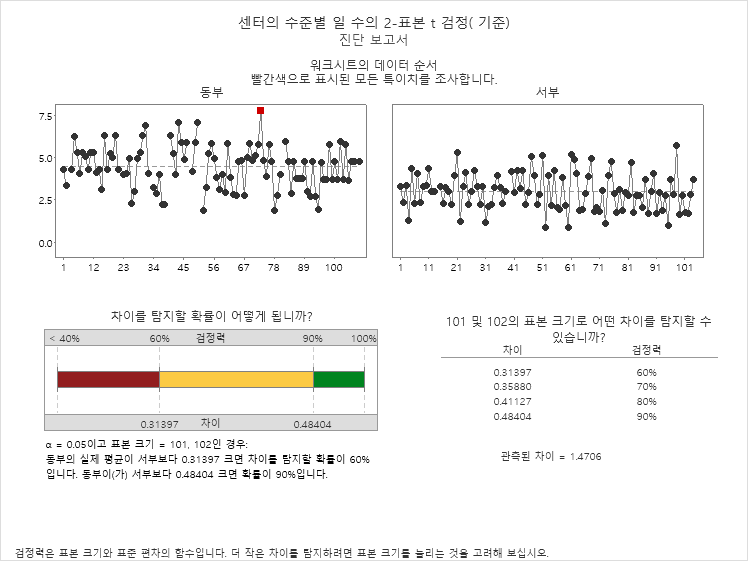 센터의 수준별 일 수의 2-표본 t 검정( 기준)
진단 보고서
워크시트의 데이터 순서
빨간색으로 표시된 모든 특이치를 조사합니다.
동부
서부
7.5
5.0
2.5
0.0
1 12 23 34 45 56 67 78 89 100
1 11 21 31 41 51 61 71 81 91 101
차이를 탐지할 확률이 어떻게 됩니까?
< 40% 60% 검정력 90% 100%
0.31397 차이 0.48404
α = 0.05이고 표본 크기 = 101, 102인 경우:
동부의 실제 평균이 서부보다 0.31397 크면 차이를 탐지할 확률이 60%
입니다. 동부이(가) 서부보다 0.48404 크면 확률이 90%입니다.
101 및 102의 표본 크기로 어떤 차이를 탐지할 수
있습니까?
차이 검정력
0.31397 60%
0.35880 70%
0.41127 80%
0.48404 90%
관측된 차이 = 1.4706
검정력은 표본 크기와 표준 편차의 함수입니다. 더 작은 차이를 탐지하려면 표본 크기를 늘리는 것을 고려해 보십시오.